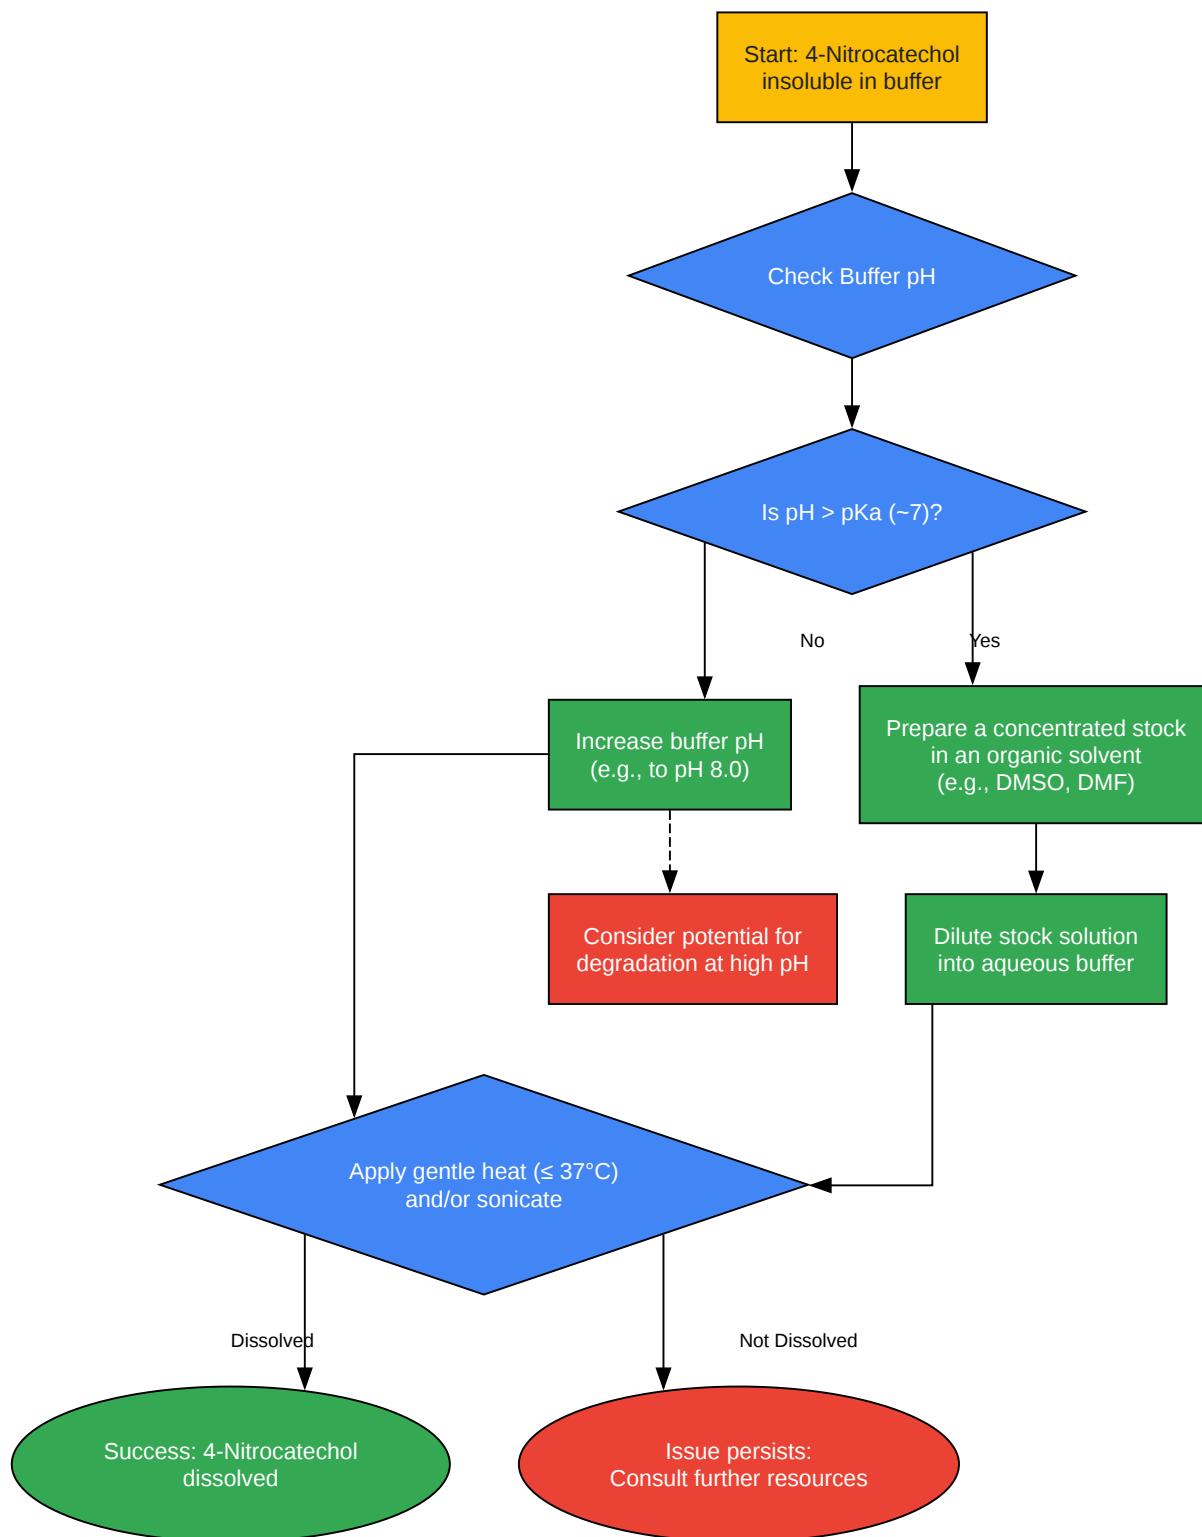 Start: 4-Nitrocatechol
insoluble in buffer
Check Buffer pH
Is pH > pKa (~7)?
No
Yes
Increase buffer pH
(e.g., to pH 8.0)
Prepare a concentrated stock
in an organic solvent
(e.g., DMSO, DMF)
Consider potential for
degradation at high pH
Dilute stock solution
into aqueous buffer
Apply gentle heat (≤ 37°C)
and/or sonicate
Dissolved
Not Dissolved
Success: 4-Nitrocatechol
dissolved
Issue persists:
Consult further resources